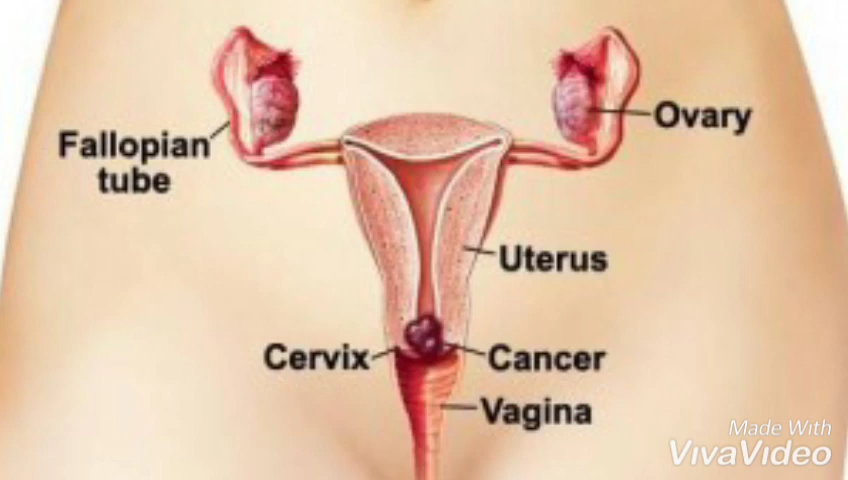 Ovary
Fallopian
tube
Uterus
Cervix
Cancer
Vagina
Made With
VivaVideo